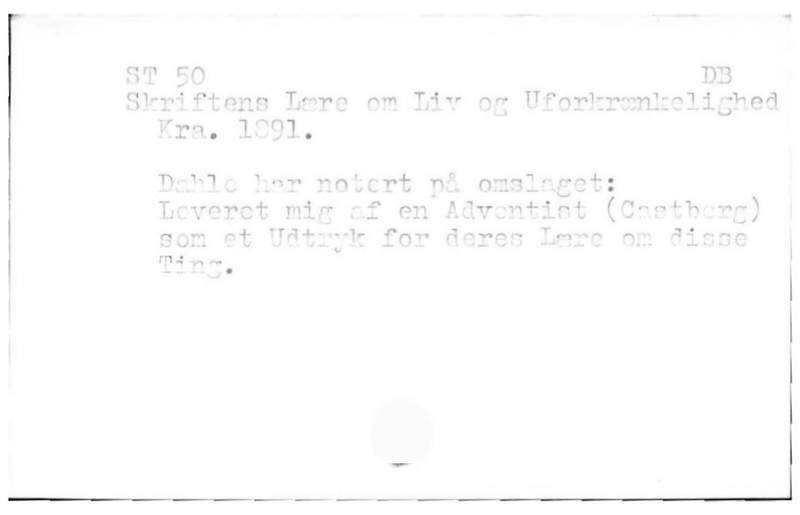 ST 50 DB
Skriftens Lære om Liv og Uforkrænkelighed
Kra. 1891.
Dahle har notert på omslaget:
Leveret mig af en Adventist (Castberg)
som et Udtryk for deres Lære om disse
Ting.